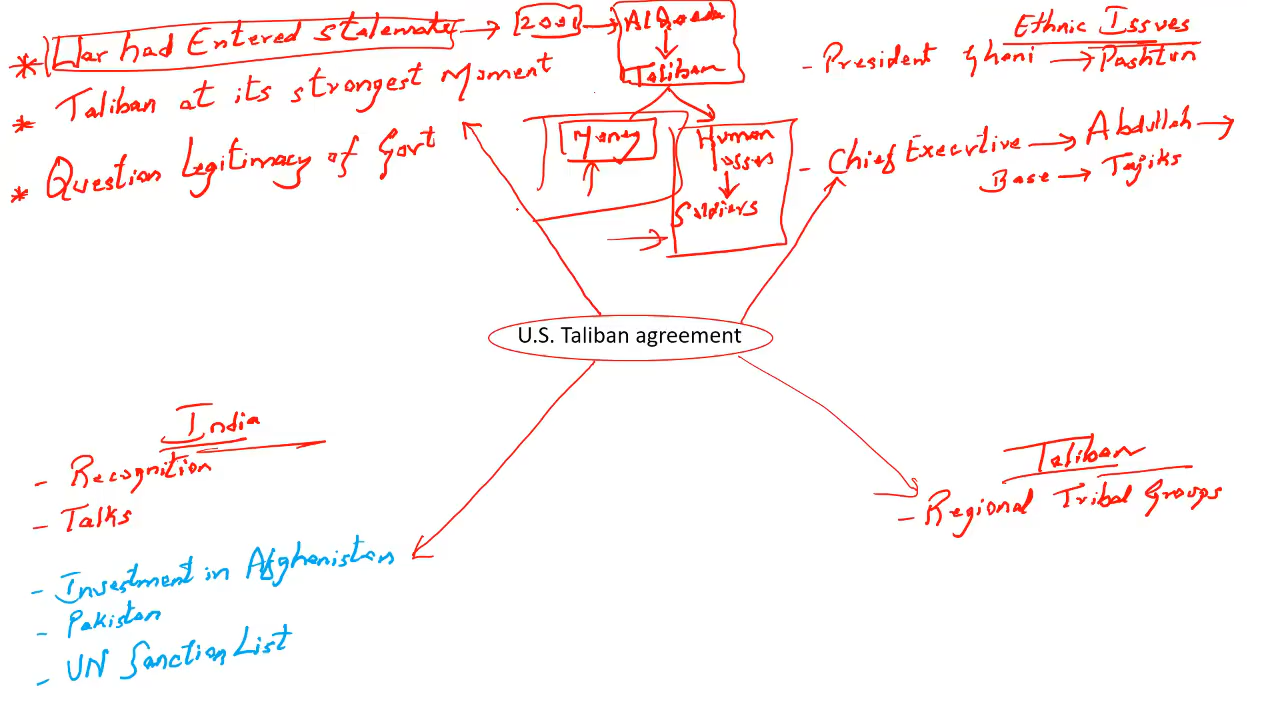 * War had Entered stalemate → 2001 → Al Qaeda
Taliban
* Taliban at its strongest Moment
* Question Legitimacy of Govt
Money
Human
Losses
Soldiers
Ethnic Issues
- President Ghani → Pashtun
- Chief Executive → Abdullah →
Base → Tajiks
U.S. Taliban agreement
India
- Recognition
- Talks
- Investment in Afghanistan
- Pakistan
- UN Sanction List
Taliban
- Regional Tribal Groups